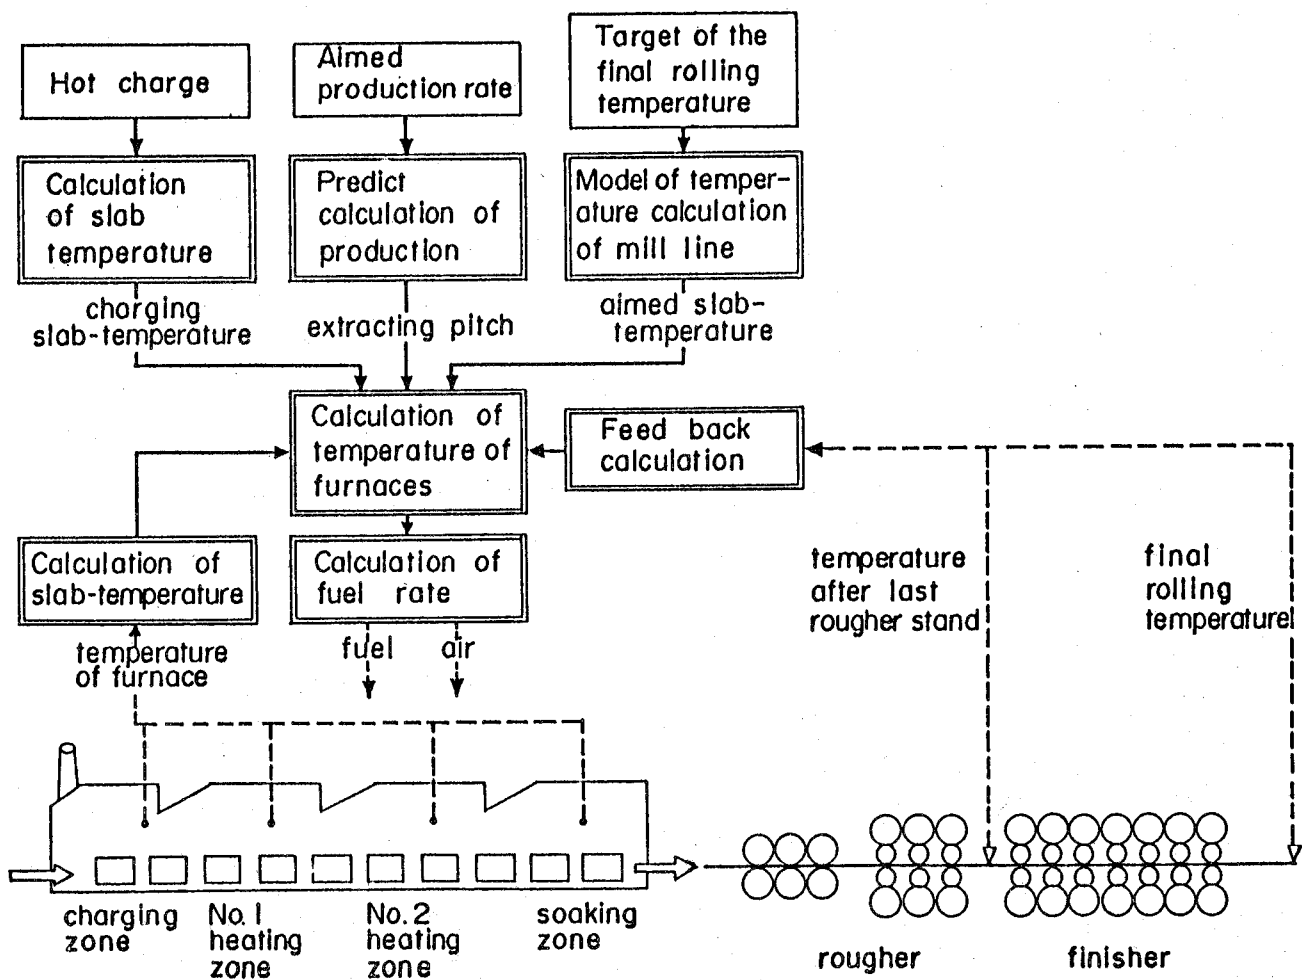 Hot charge
Aimed
production rate
Target of the
final rolling
temperature
Calculation
of slab
temperature
Predict
calculation of
production
Model of temper-
ature calculation
of mill line
charging
slab-temperature
extracting pitch
aimed slab-
temperature
Calculation of
temperature of
furnaces
Feed back
calculation
Calculation of
slab-temperature
Calculation of
fuel rate
temperature
after last
rougher stand
final
rolling
temperature
fuel air
temperature
of furnace
charging
zone
No. 1
heating
zone
No. 2
heating
zone
soaking
zone
rougher
finisher